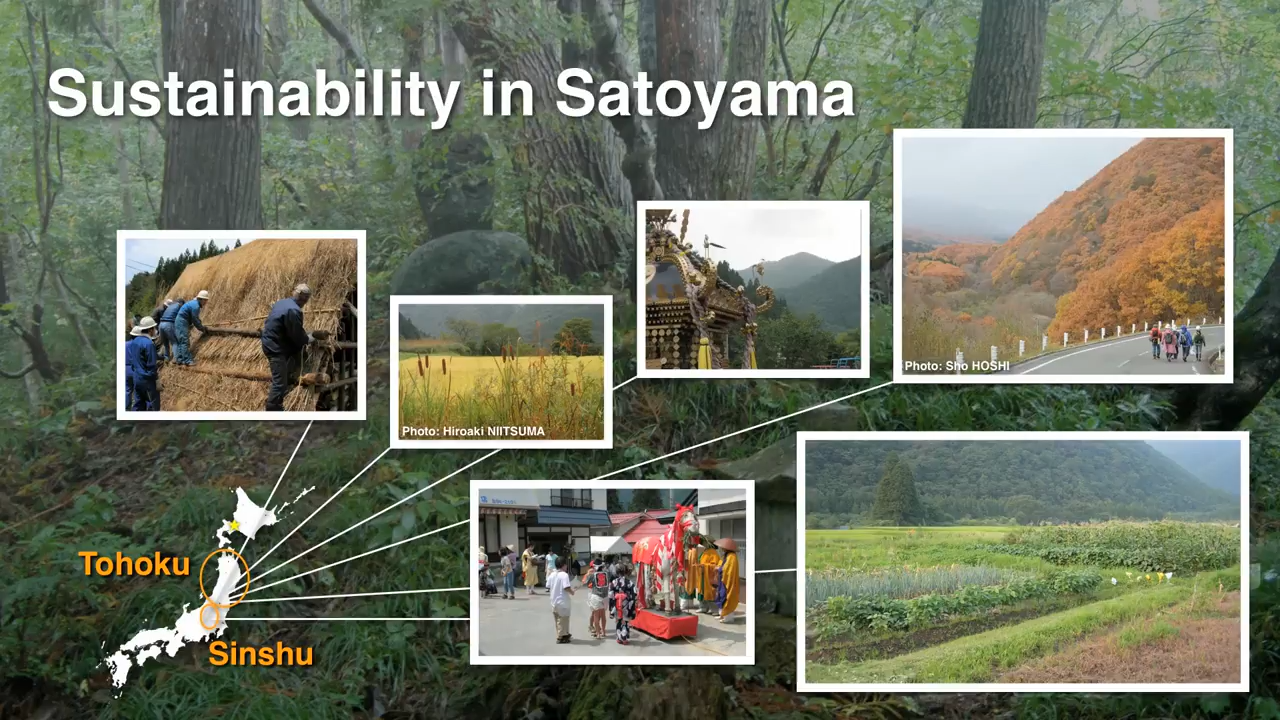 Sustainability in Satoyama
Photo: Hiroaki NIITSUMA
Photo: Sho HOSHI
Tohoku
Sinshu